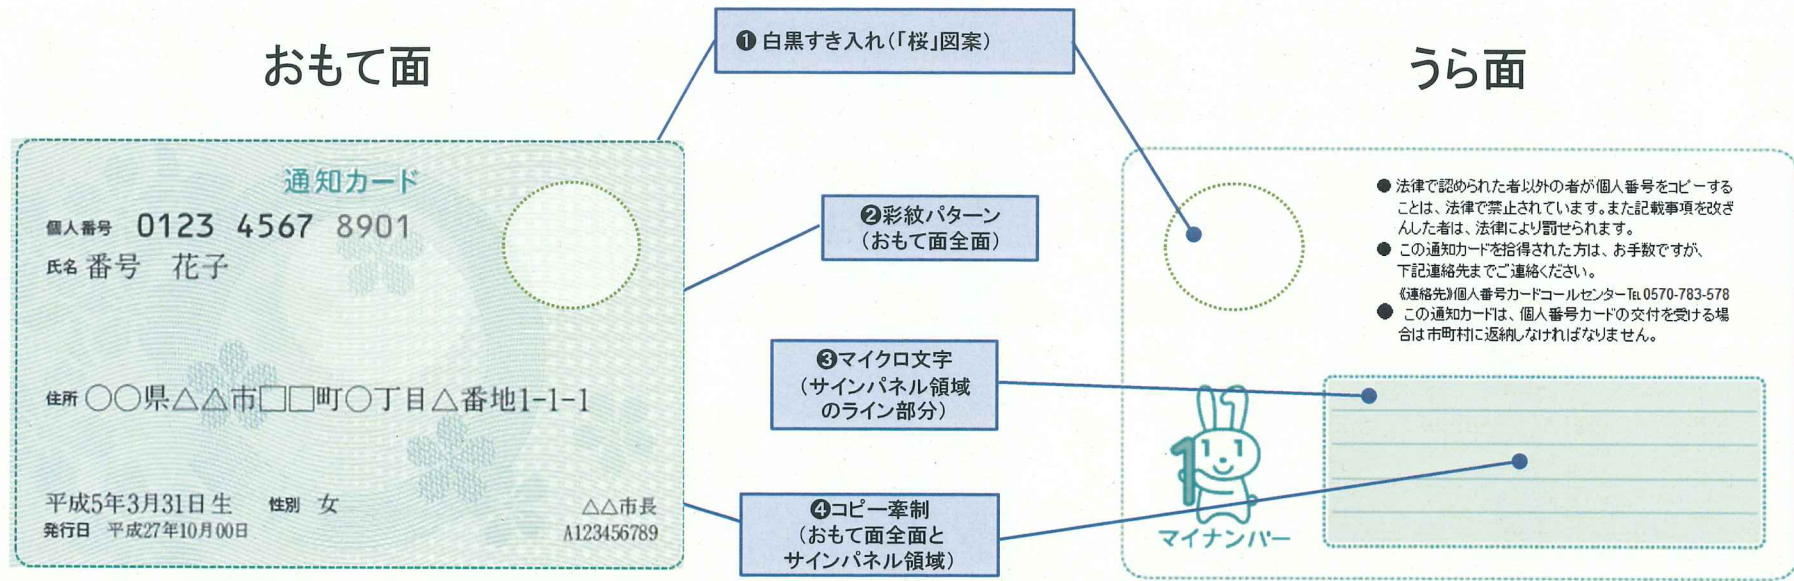 おもて面
通知カード
個人番号 0123 4567 8901
氏名 番号 花子
住所 ○○県△△市□□町○丁目△番地1-1-1
平成5年3月31日生 性別 女
△△市長
発行日 平成27年10月00日
A123456789
❶白黒すき入れ(「桜」図案)
❷彩紋パターン
(おもて面全面)
❸マイクロ文字
(サインパネル領域
のライン部分)
❹コピー牽制
(おもて面全面と
サインパネル領域)
うら面
● 法律で認められた者以外の者が個人番号をコピーする
ことは、法律で禁止されています。また記載事項を改ざ
んした者は、法律により罰せられます。
● この通知カードを拾得された方は、お手数ですが、
下記連絡先までご連絡ください。
《連絡先》個人番号カードコールセンター℡0570-783-578
● この通知カードは、個人番号カードの交付を受ける場
合は市町村に返納しなければなりません。
1
マイナンバー